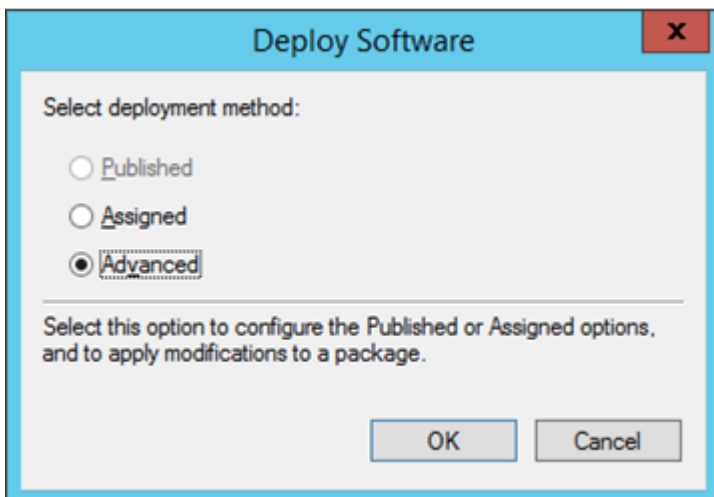 Deploy Software
x
Select deployment method:
Published
Assigned
Advanced
Select this option to configure the Published or Assigned options,
and to apply modifications to a package.
OK
Cancel